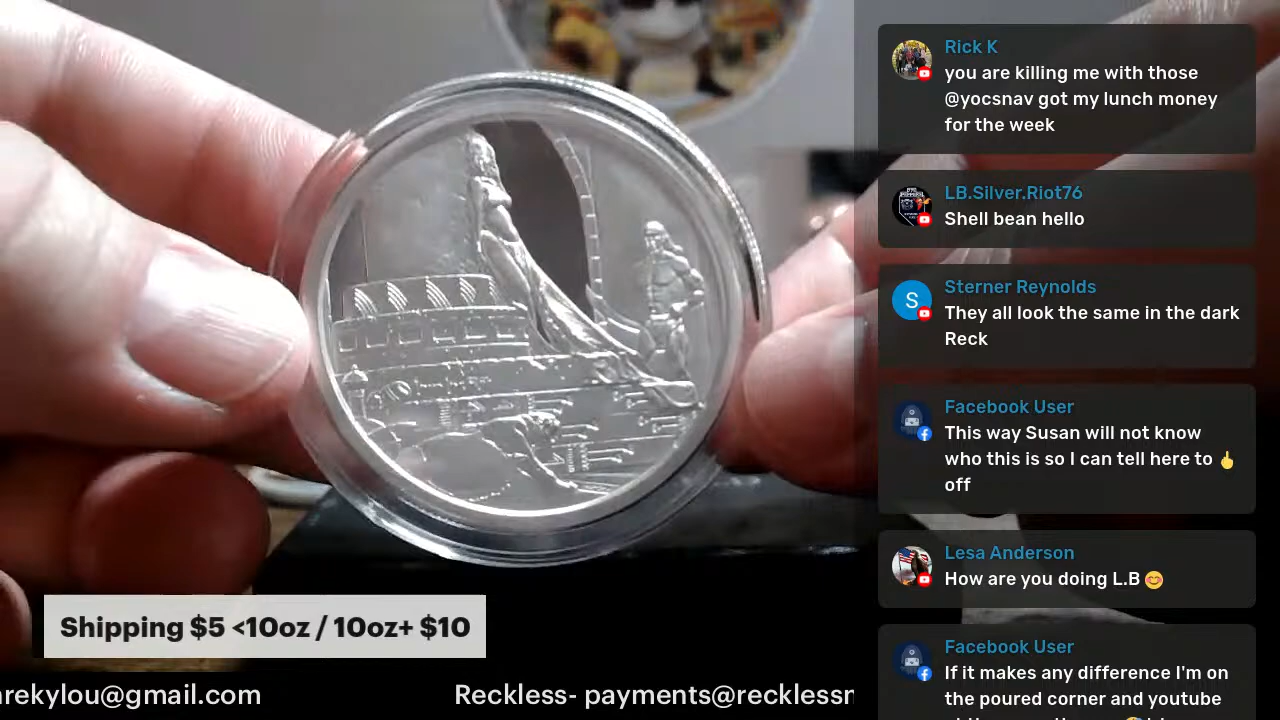 Rick K
you are killing me with those
@yocsnav got my lunch money
for the week
LB.Silver.Riot76
Shell bean hello
S
Sterner Reynolds
They all look the same in the dark
Reck
Facebook User
This way Susan will not know
who this is so I can tell here to 🖕
off
Lesa Anderson
How are you doing L.B 😊
Facebook User
If it makes any difference I'm on
the poured corner and youtube
Shipping $5 <10oz / 10oz+ $10
arekylou@gmail.com
Reckless- payments@recklessr